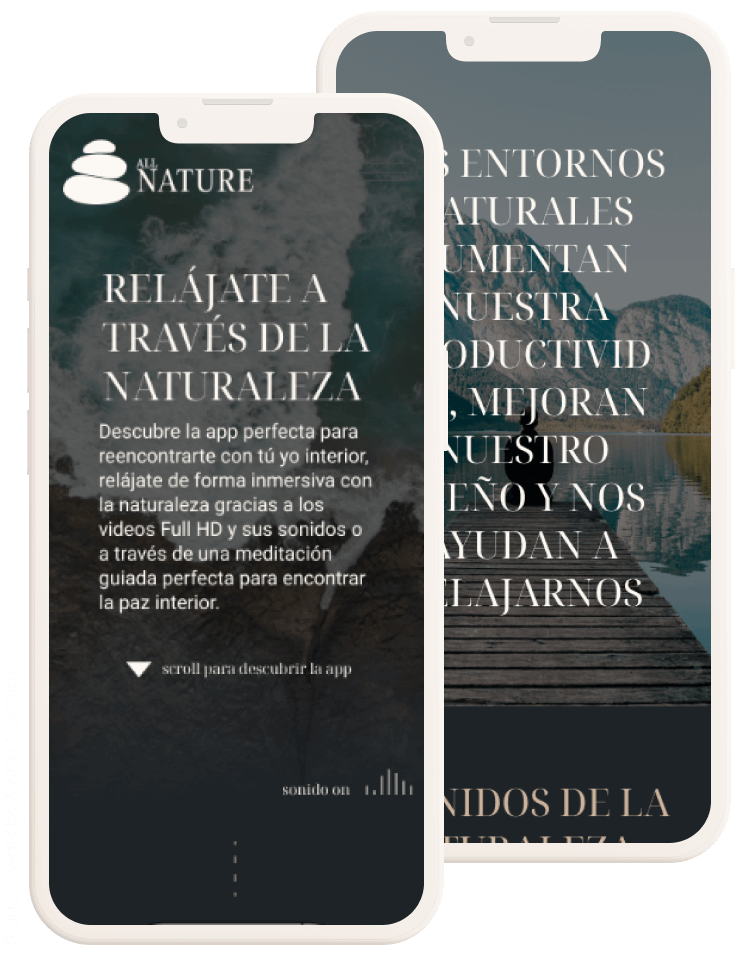 ALL
NATURE
RELÁJATE A
TRAVÉS DE LA
NATURALEZA
Descubre la app perfecta para
reencontrarte con tú yo interior,
relájate de forma inmersiva con
la naturaleza gracias a los
videos Full HD y sus sonidos o
a través de una meditación
guiada perfecta para encontrar
la paz interior.
scroll para descubrir la app
sonido on
S ENTORNOS
ATURALES
UMENTAN
NUESTRA
ODUCTIVID
, MEJORAN
NUESTRO
EÑO Y NOS
AYUDAN A
ELAJARNOS
NIDOS DE LA